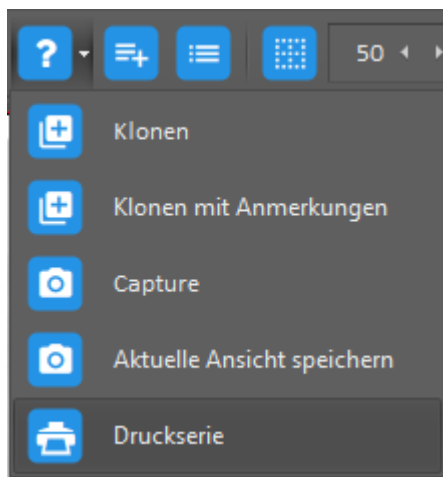 ?
50
Klonen
Klonen mit Anmerkungen
Capture
Aktuelle Ansicht speichern
Druckserie